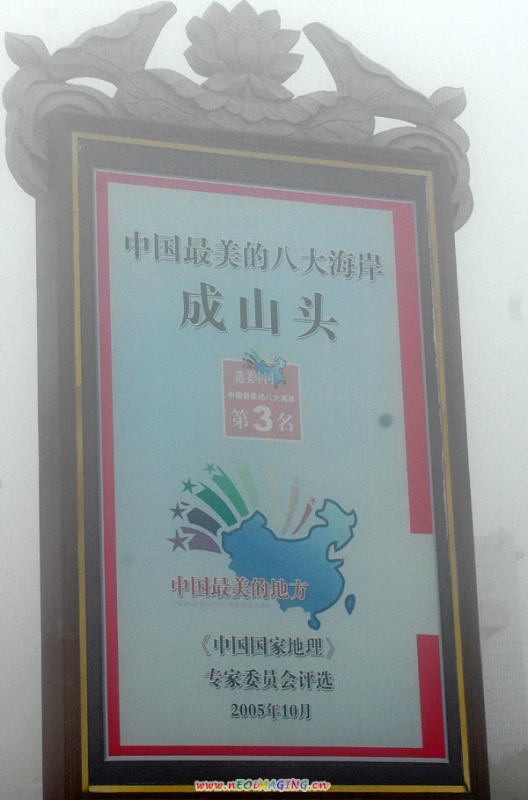 中国最美的八大海岸
成山头
选美中国
中国最美的八大海岸
第3名
中国最美的地方
《中国国家地理》
专家委员会评选
2005年10月
www.nEOiMAGING.cn